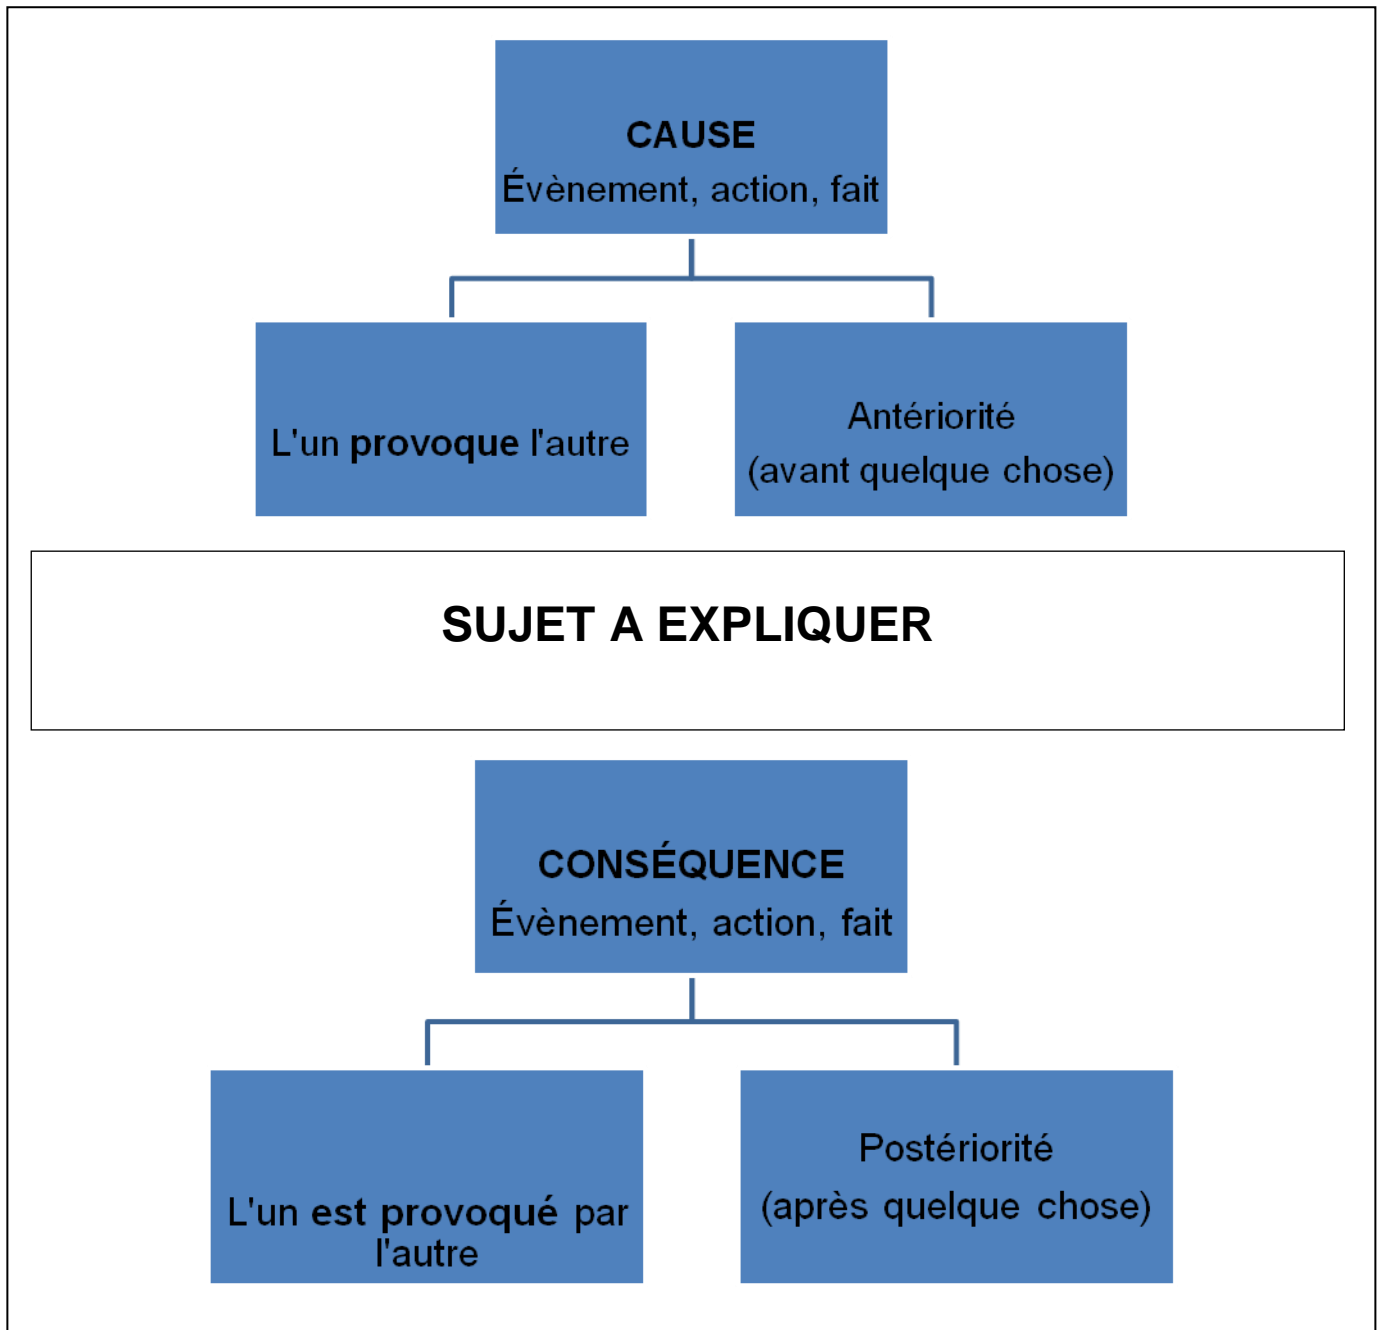 CAUSE
Évènement, action, fait
L'un provoque l'autre
Antériorité
(avant quelque chose)
SUJET A EXPLIQUER
CONSÉQUENCE
Évènement, action, fait
L'un est provoqué par
l'autre
Postériorité
(après quelque chose)